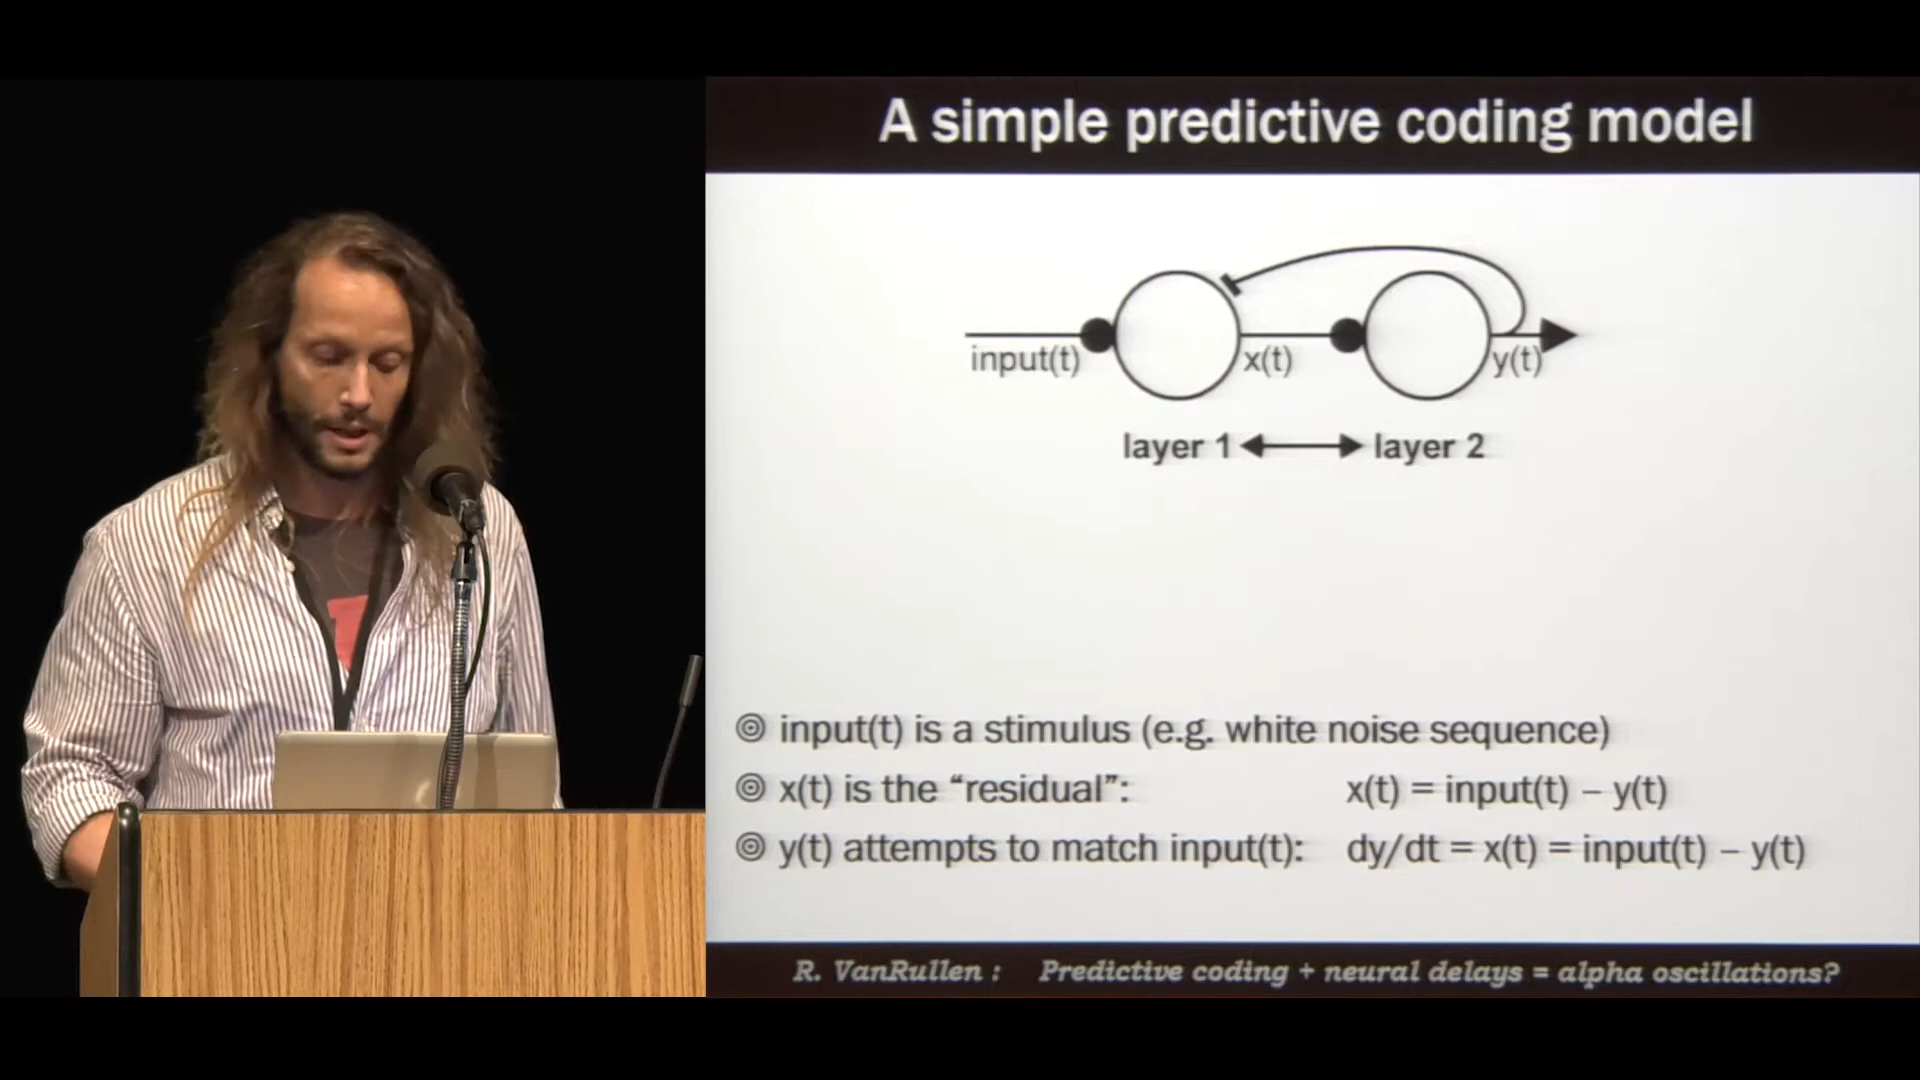 A simple predictive coding model
input(t) x(t) y(t)
layer 1 layer 2
input(t) is a stimulus (e.g. white noise sequence)
x(t) is the “residual”: x(t) = input(t) – y(t)
y(t) attempts to match input(t): dy/dt = x(t) = input(t) – y(t)
R. VanRullen : Predictive coding + neural delays = alpha oscillations?